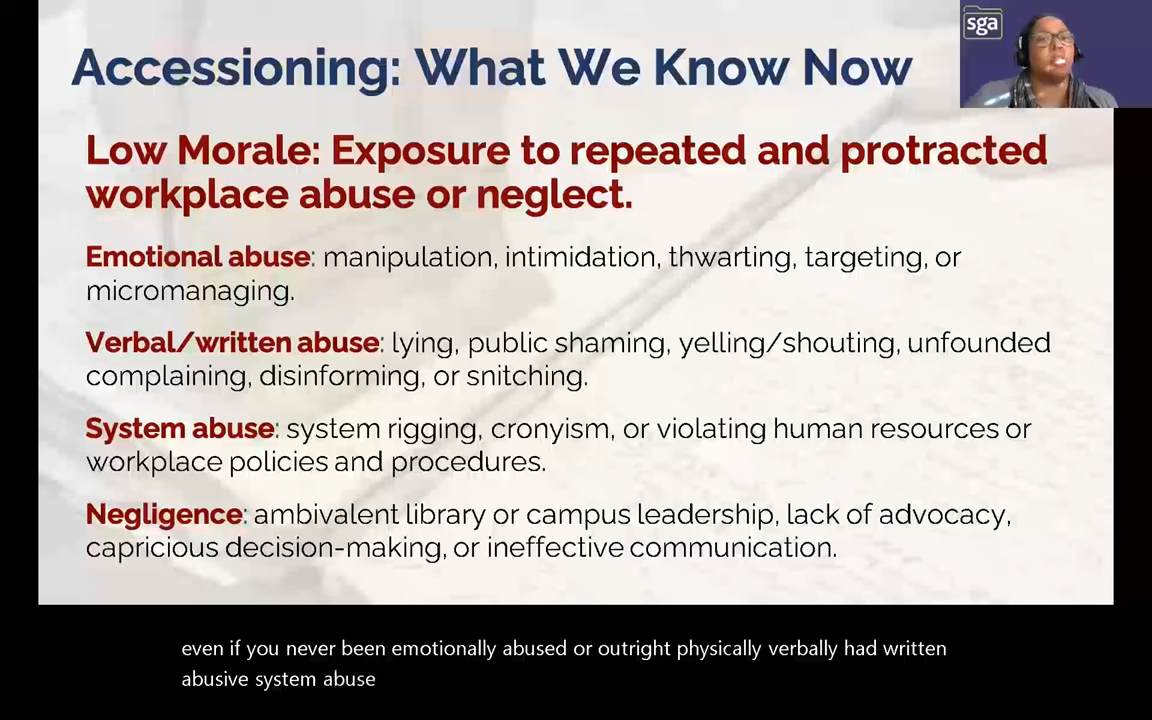 Accessioning: What We Know Now
sga
Low Morale: Exposure to repeated and protracted
workplace abuse or neglect.
Emotional abuse: manipulation, intimidation, thwarting, targeting, or
micromanaging.
Verbal/written abuse: lying, public shaming, yelling/shouting, unfounded
complaining, disinforming, or snitching.
System abuse: system rigging, cronyism, or violating human resources or
workplace policies and procedures.
Negligence: ambivalent library or campus leadership, lack of advocacy,
capricious decision-making, or ineffective communication.
even if you never been emotionally abused or outright physically verbally had written
abusive system abuse